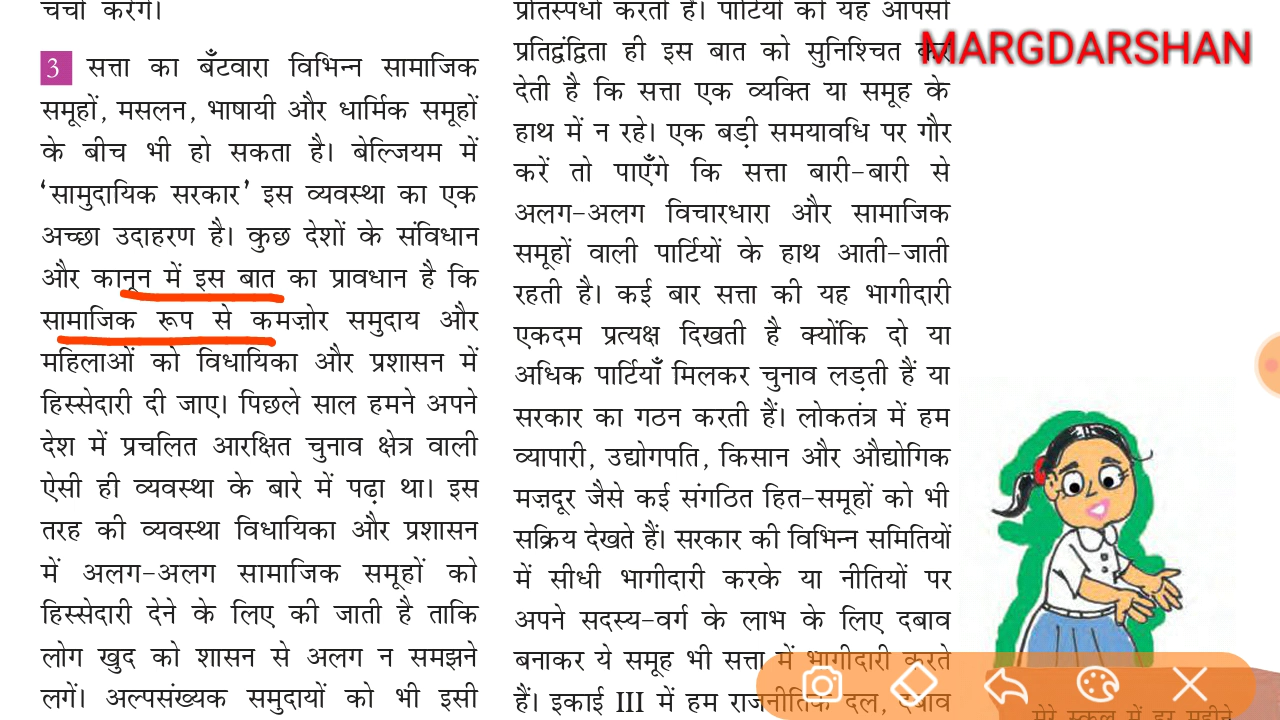 चर्चा करेंगे।
3 सत्ता का बँटवारा विभिन्न सामाजिक
समूहों, मसलन, भाषायी और धार्मिक समूहों
के बीच भी हो सकता है। बेल्जियम में
‘सामुदायिक सरकार’ इस व्यवस्था का एक
अच्छा उदाहरण है। कुछ देशों के संविधान
और कानून में इस बात का प्रावधान है कि
सामाजिक रूप से कमज़ोर समुदाय और
महिलाओं को विधायिका और प्रशासन में
हिस्सेदारी दी जाए। पिछले साल हमने अपने
देश में प्रचलित आरक्षित चुनाव क्षेत्र वाली
ऐसी ही व्यवस्था के बारे में पढ़ा था। इस
तरह की व्यवस्था विधायिका और प्रशासन
में अलग-अलग सामाजिक समूहों को
हिस्सेदारी देने के लिए की जाती है ताकि
लोग खुद को शासन से अलग न समझने
लगें। अल्पसंख्यक समुदायों को भी इसी
प्रतिस्पर्धा करती हैं। पार्टियों की यह आपसी
प्रतिद्वंद्विता ही इस बात को सुनिश्चित कर
देती है कि सत्ता एक व्यक्ति या समूह के
हाथ में न रहे। एक बड़ी समयावधि पर गौर
करें तो पाएँगे कि सत्ता बारी-बारी से
अलग-अलग विचारधारा और सामाजिक
समूहों वाली पार्टियों के हाथ आती-जाती
रहती है। कई बार सत्ता की यह भागीदारी
एकदम प्रत्यक्ष दिखती है क्योंकि दो या
अधिक पार्टियाँ मिलकर चुनाव लड़ती हैं या
सरकार का गठन करती हैं। लोकतंत्र में हम
व्यापारी, उद्योगपति, किसान और औद्योगिक
मज़दूर जैसे कई संगठित हित-समूहों को भी
सक्रिय देखते हैं। सरकार की विभिन्न समितियों
में सीधी भागीदारी करके या नीतियों पर
अपने सदस्य-वर्ग के लाभ के लिए दबाव
बनाकर ये समूह भी सत्ता में भागीदारी करते
हैं। इकाई III में हम राजनीतिक दल, दबाव
MARGDARSHAN
मेरे स्कूल में हर महीने